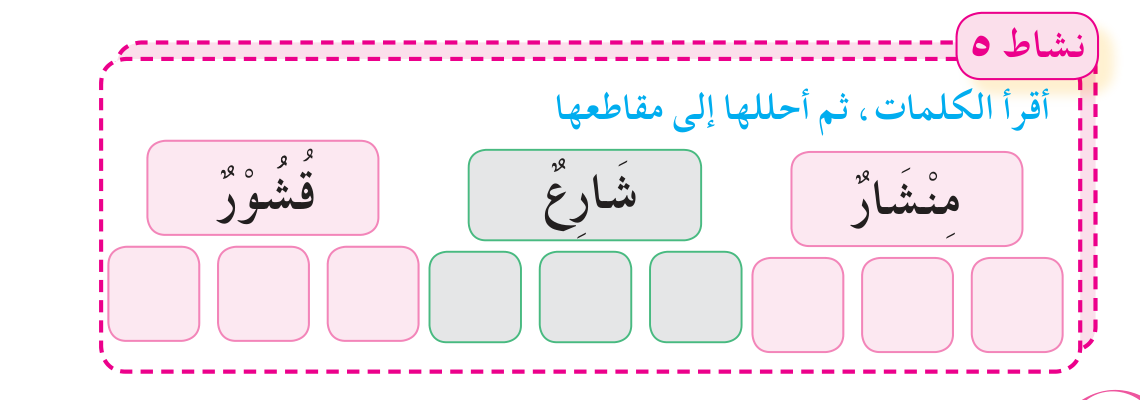 نشاط ٥
أقرأ الكلمات، ثم أحللها إلى مقاطعها
مِنْشَارٌ شَارِعٌ قُشُوْرٌ